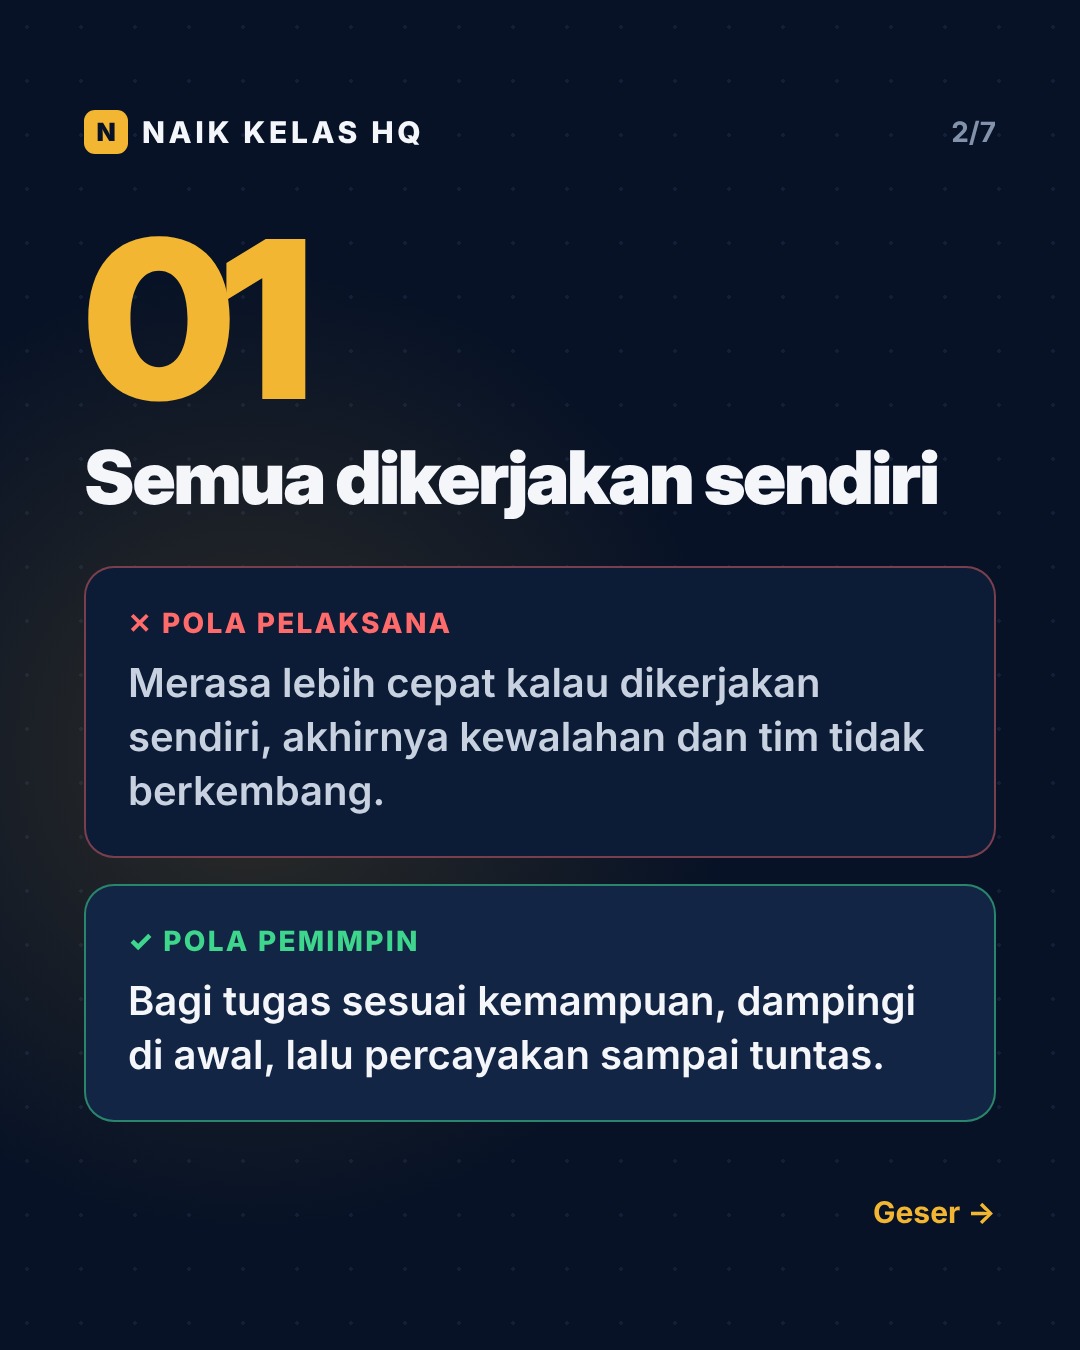 N NAIK KELAS HQ
2/7
01
Semua dikerjakan sendiri
✕ POLA PELAKSANA
Merasa lebih cepat kalau dikerjakan
sendiri, akhirnya kewalahan dan tim tidak
berkembang.
✓ POLA PEMIMPIN
Bagi tugas sesuai kemampuan, dampingi
di awal, lalu percayakan sampai tuntas.
Geser →